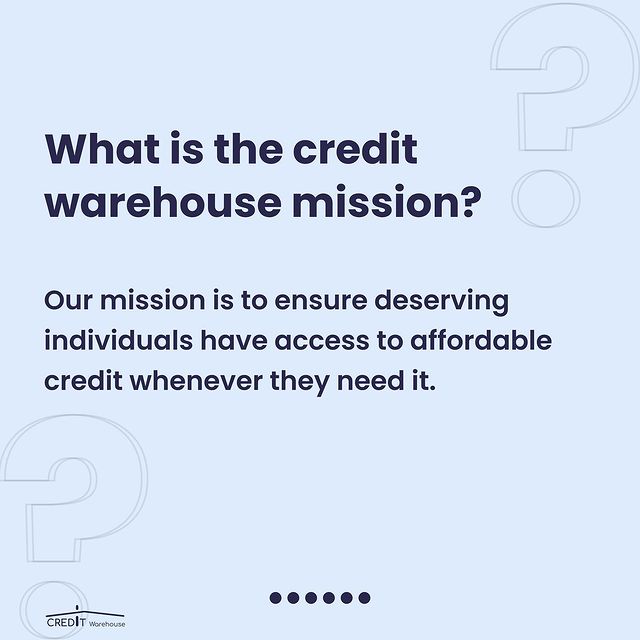 What is the credit
warehouse mission?
Our mission is to ensure deserving
individuals have access to affordable
credit whenever they need it.
CREDIT Warehouse